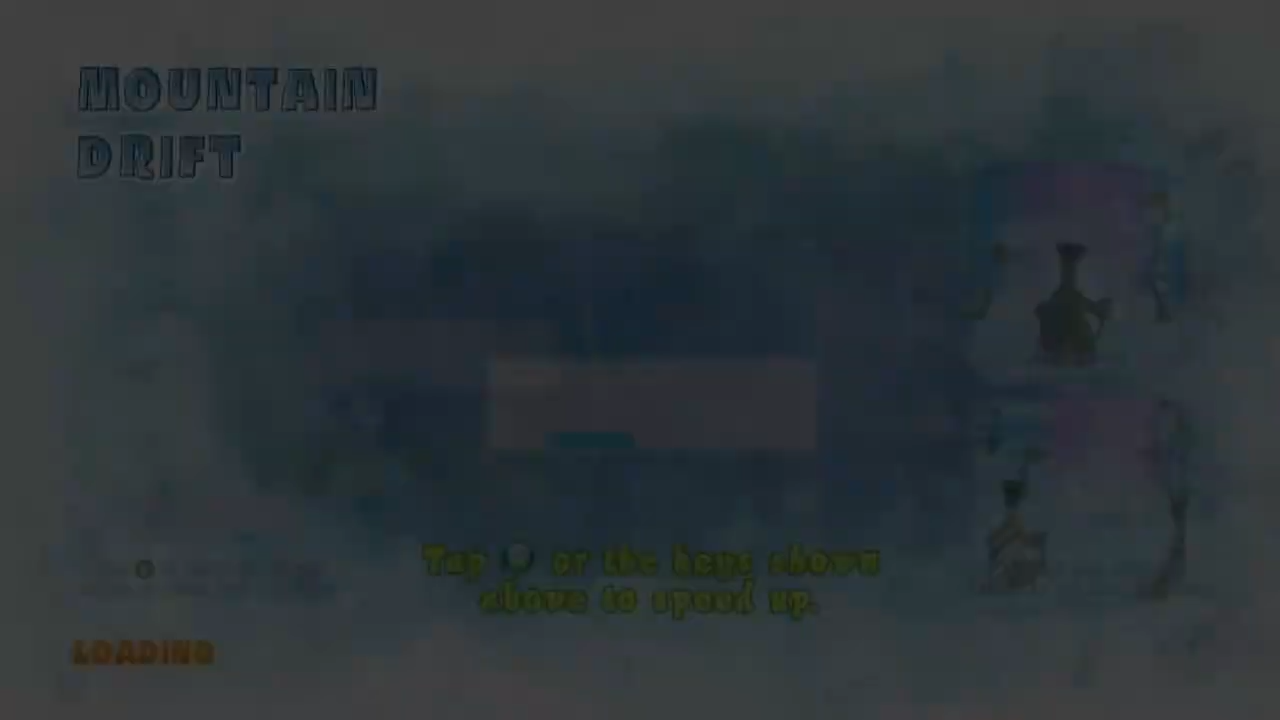 MOUNTAIN
DRIFT
Tap or the keys shown
above to speed up.
LOADING